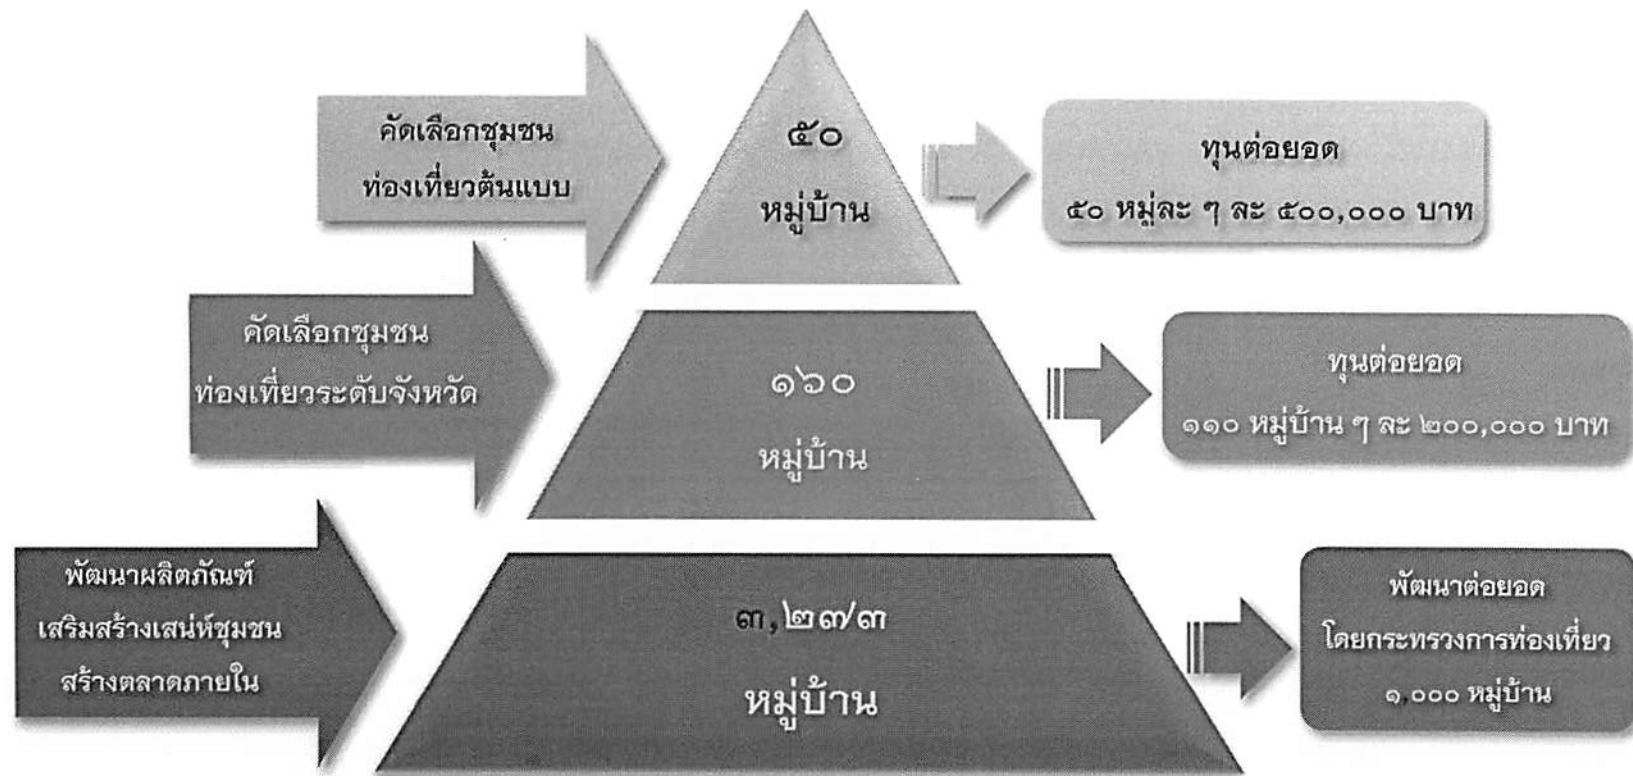 คัดเลือกชุมชน
ท่องเที่ยวต้นแบบ
๕๐
หมู่บ้าน
ทุนต่อยอด
๕๐ หมู่ละ ๆ ละ ๕๐๐,๐๐๐ บาท
คัดเลือกชุมชน
ท่องเที่ยวระดับจังหวัด
๑๖๐
หมู่บ้าน
ทุนต่อยอด
๑๑๐ หมู่บ้าน ๆ ละ ๒๐๐,๐๐๐ บาท
พัฒนาผลิตภัณฑ์
เสริมสร้างเสน่ห์ชุมชน
สร้างตลาดภายใน
๓,๒๗๓
หมู่บ้าน
พัฒนาต่อยอด
โดยกระทรวงการท่องเที่ยว
๑,๐๐๐ หมู่บ้าน